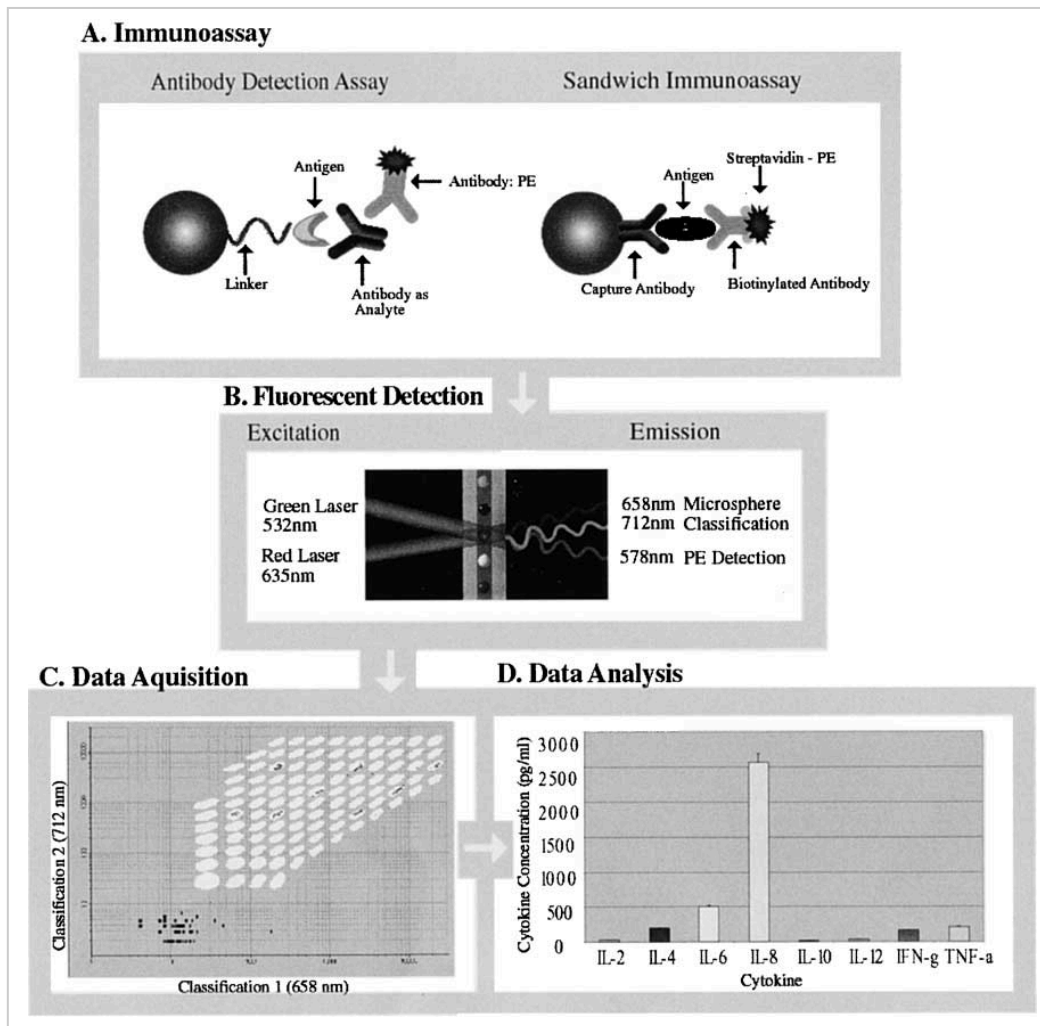 A. Immunoassay
Antibody Detection Assay
Sandwich Immunoassay
Antigen
Antibody: PE
Linker
Antibody as
Analyte
Streptavidin - PE
Antigen
Capture Antibody
Biotinylated Antibody
B. Fluorescent Detection
Excitation
Emission
Green Laser
532nm
Red Laser
635nm
658nm Microsphere
712nm Classification
578nm PE Detection
C. Data Aquisition
Classification 2 (712 nm)
Classification 1 (658 nm)
D. Data Analysis
Cytokine Concentration (pg/ml)
3000
2500
2000
1500
1000
500
0
IL-2 IL-4 IL-6 IL-8 IL-10 IL-12 IFN-g TNF-a
Cytokine